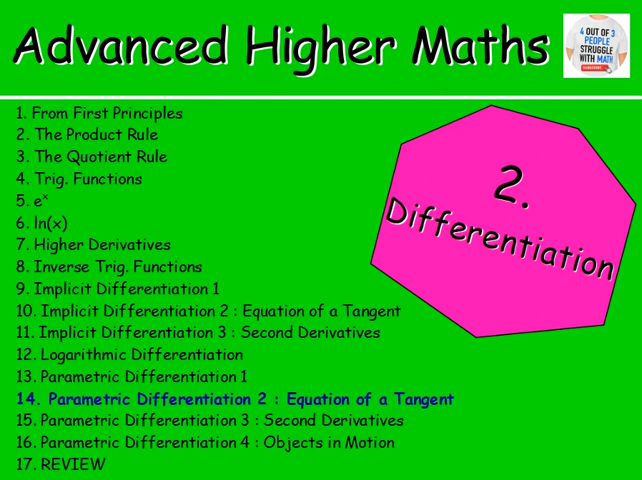 Advanced Higher Maths
4 OUT OF 3
PEOPLE
STRUGGLE
WITH MATH
1. From First Principles
2. The Product Rule
3. The Quotient Rule
4. Trig. Functions
5. eˣ
6. ln(x)
7. Higher Derivatives
8. Inverse Trig. Functions
9. Implicit Differentiation 1
10. Implicit Differentiation 2 : Equation of a Tangent
11. Implicit Differentiation 3 : Second Derivatives
12. Logarithmic Differentiation
13. Parametric Differentiation 1
14. Parametric Differentiation 2 : Equation of a Tangent
15. Parametric Differentiation 3 : Second Derivatives
16. Parametric Differentiation 4 : Objects in Motion
17. REVIEW
2.
Differentiation